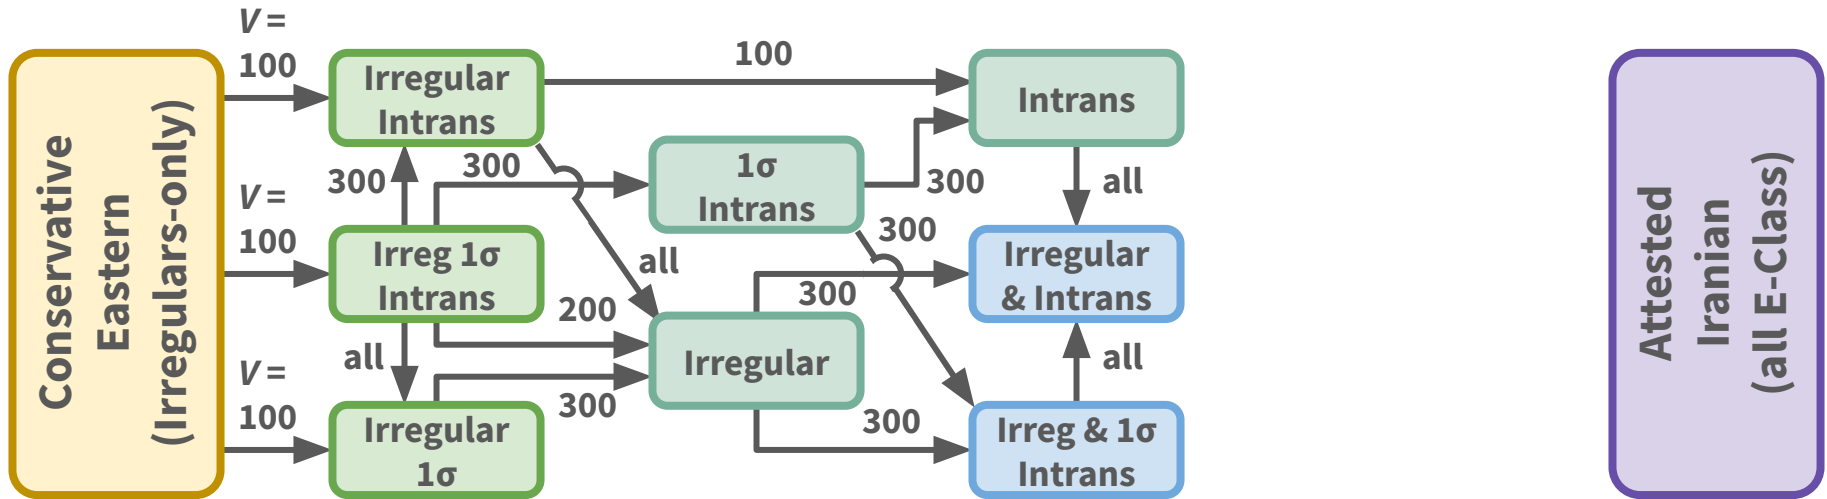 Conservative
Eastern
(Irregulars-only)
V =
100
V =
100
V =
100
Irregular
Intrans
300
300
Irreg 1σ
Intrans
all
Irregular
1σ
100
1σ
Intrans
all
200
300
Irregular
300
300
300
300
Intrans
all
Irregular
& Intrans
all
Irreg & 1σ
Intrans
Attested
Iranian
(all E-Class)